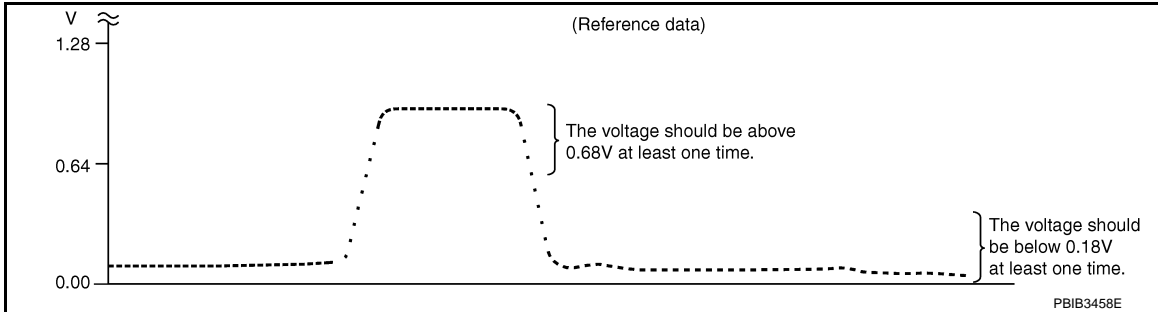 V
(Reference data)
1.28
The voltage should be above
0.68V at least one time.
0.64
The voltage should
be below 0.18V
at least one time.
0.00
PBIB3458E